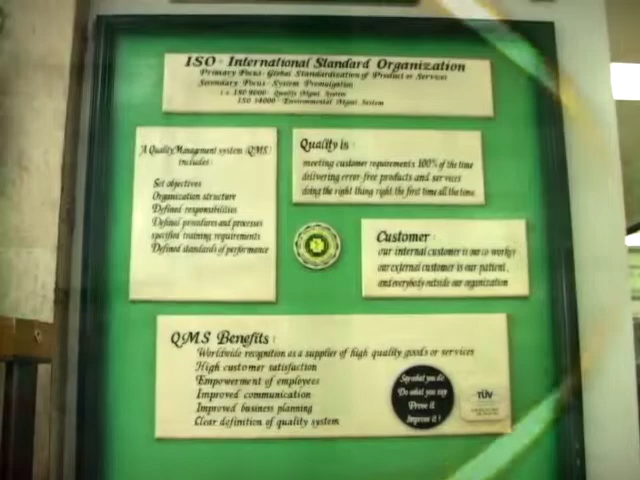 ISO - International Standard Organization
Primary Focus - Global Standardization of Product or Services
Secondary Focus - System Promulgation
i.e. ISO 9000 - Quality Mgmt System
ISO 14000 - Environmental Mgmt System
A Quality Management system (QMS)
includes:
Set objectives
Organization structure
Defined responsibilities
Defined procedures and processes
specified training requirements
Defined standards of performance
Quality is :
meeting customer requirements 100% of the time
delivering error-free products and services
doing the right thing right the first time all the time
Customer :
our internal customer is our co worker
our external customer is our patient,
and everybody outside our organization
QMS Benefits :
Worldwide recognition as a supplier of high quality goods or services
High customer satisfaction
Empowerment of employees
Improved communication
Improved business planning
Clear definition of quality system
Say what you do
Do what you say
Prove it
Improve it !
TÜV